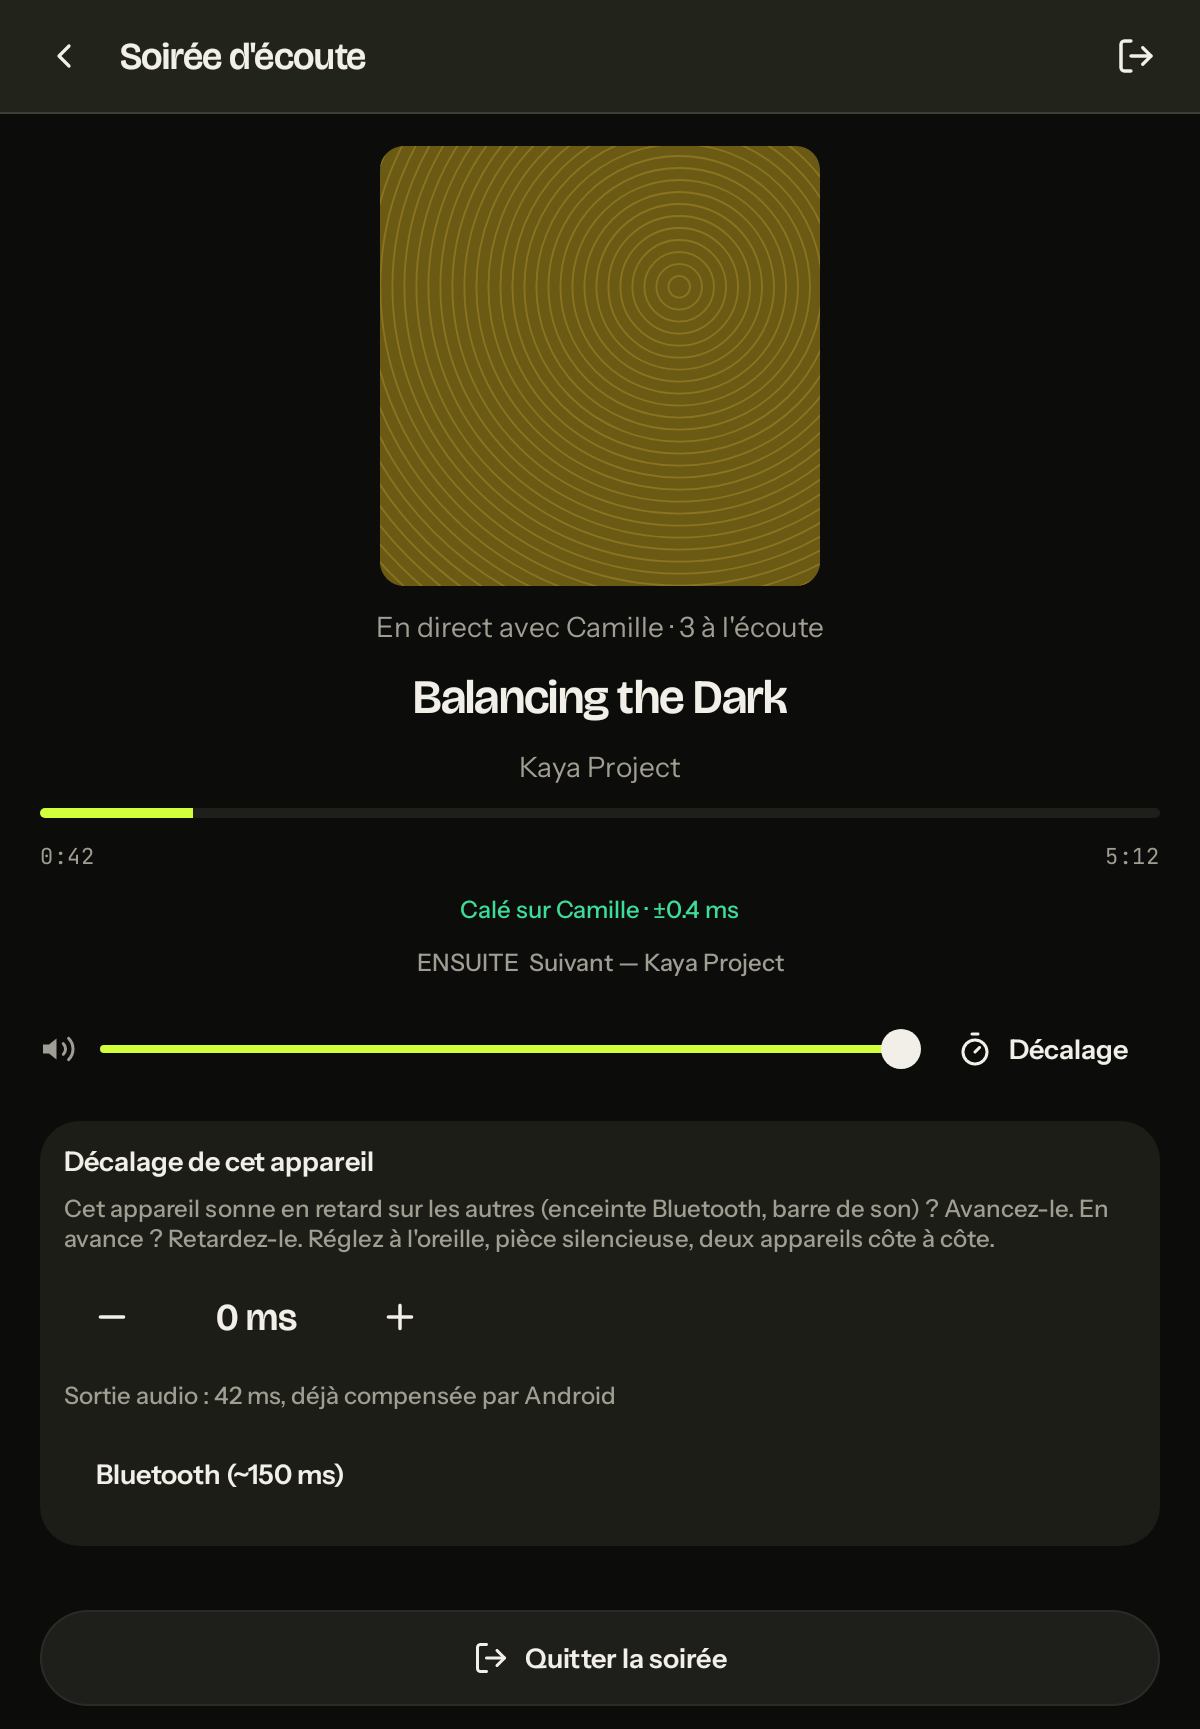 Soirée d'écoute
En direct avec Camille · 3 à l'écoute
Balancing the Dark
Kaya Project
0:42
5:12
Calé sur Camille · ±0.4 ms
ENSUITE Suivant — Kaya Project
Décalage
Décalage de cet appareil
Cet appareil sonne en retard sur les autres (enceinte Bluetooth, barre de son) ? Avancez-le. En
avance ? Retardez-le. Réglez à l'oreille, pièce silencieuse, deux appareils côte à côte.
0 ms
Sortie audio : 42 ms, déjà compensée par Android
Bluetooth (~150 ms)
Quitter la soirée